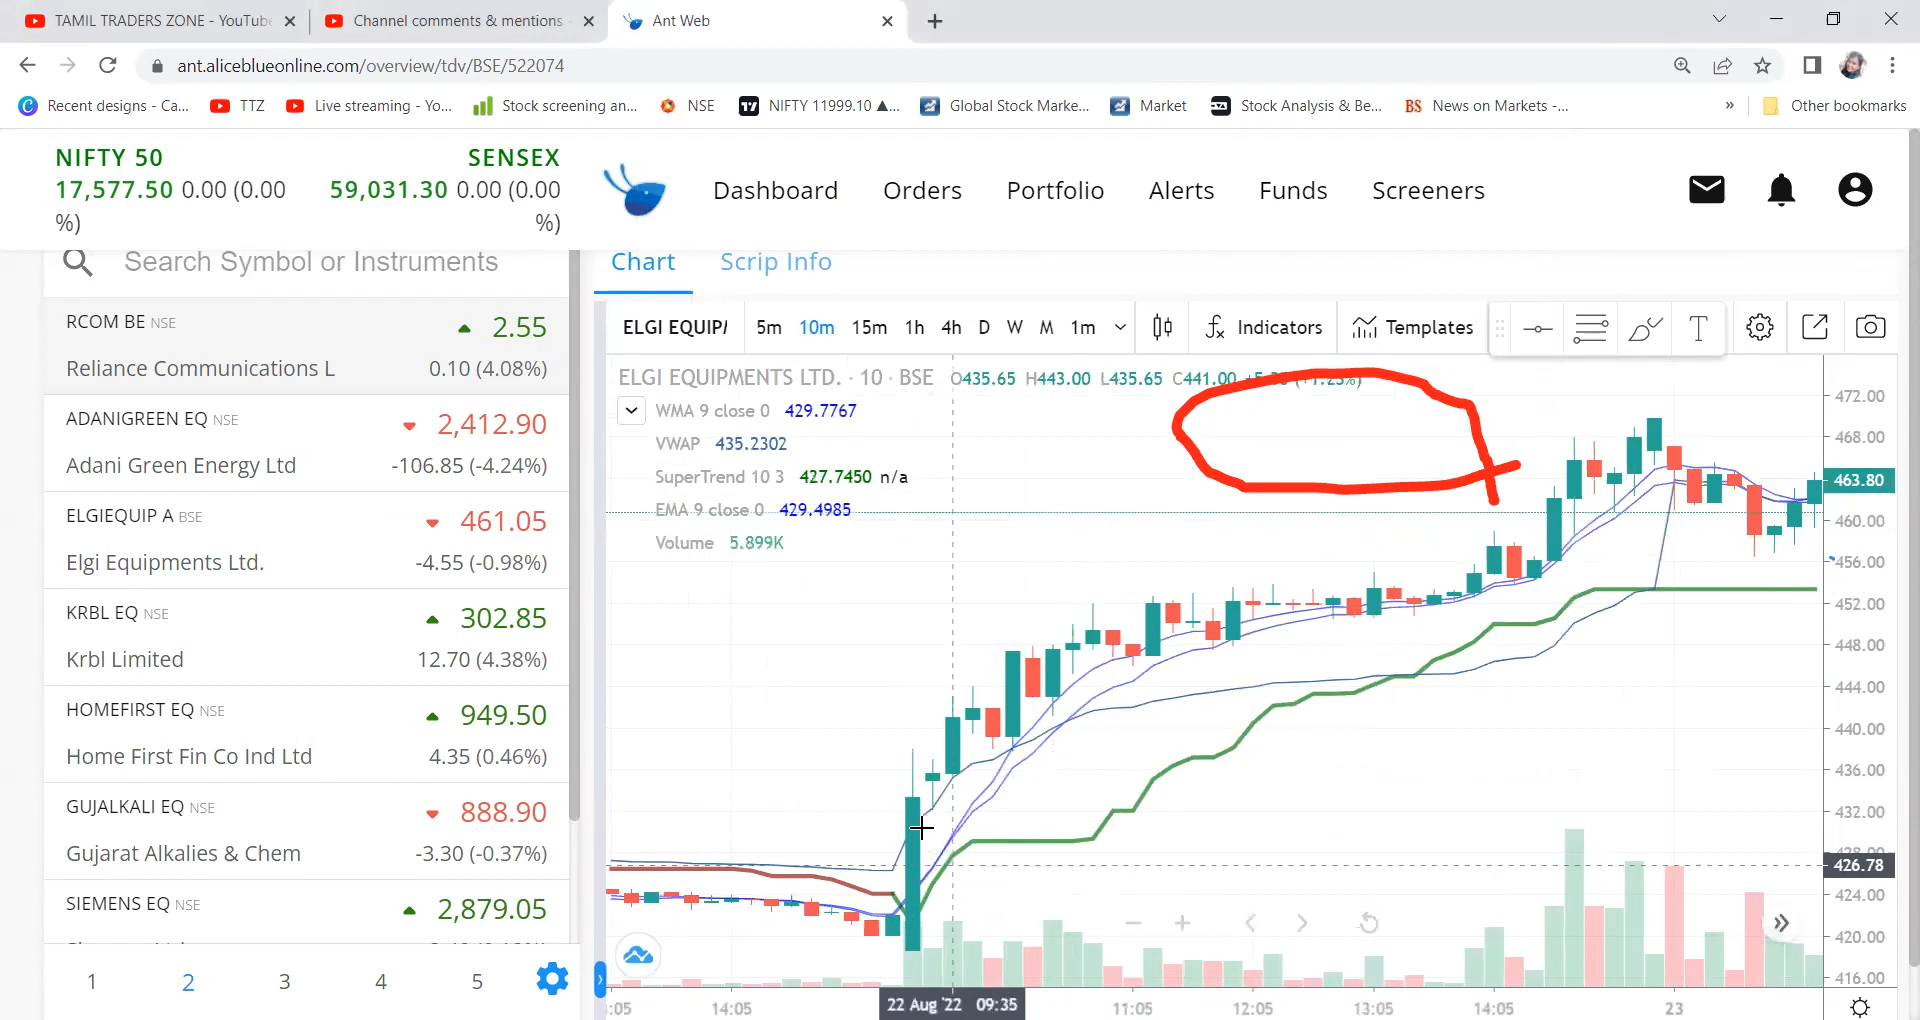 TAMIL TRADERS ZONE - YouTube
Channel comments & mentions -
Ant Web
ant.aliceblueonline.com/overview/tdv/BSE/522074
Recent designs - Ca...
TTZ
Live streaming - Yo...
Stock screening an...
NSE
NIFTY 11999.10 ▲...
Global Stock Marke...
Market
Stock Analysis & Be...
BS News on Markets -...
» Other bookmarks
NIFTY 50
17,577.50 0.00 (0.00
%)
SENSEX
59,031.30 0.00 (0.00
%)
Dashboard
Orders
Portfolio
Alerts
Funds
Screeners
Search Symbol or Instruments
RCOM BE NSE
2.55
Reliance Communications L
0.10 (4.08%)
ADANIGREEN EQ NSE
2,412.90
Adani Green Energy Ltd
-106.85 (-4.24%)
ELGIEQUIP A BSE
461.05
Elgi Equipments Ltd.
-4.55 (-0.98%)
KRBL EQ NSE
302.85
Krbl Limited
12.70 (4.38%)
HOMEFIRST EQ NSE
949.50
Home First Fin Co Ind Ltd
4.35 (0.46%)
GUJALKALI EQ NSE
888.90
Gujarat Alkalies & Chem
-3.30 (-0.37%)
SIEMENS EQ NSE
2,879.05
1 2 3 4 5
Chart
Scrip Info
ELGI EQUIP
5m 10m 15m 1h 4h D W M 1m
Indicators
Templates
T
ELGI EQUIPMENTS LTD. · 10 · BSE O435.65 H443.00 L435.65 C441.00
WMA 9 close 0 429.7767
VWAP 435.2302
SuperTrend 10 3 427.7450 n/a
EMA 9 close 0 429.4985
Volume 5.899K
472.00
468.00
463.80
460.00
456.00
452.00
448.00
444.00
440.00
436.00
432.00
426.78
424.00
420.00
416.00
:05
14:05
22 Aug '22 09:35
11:05
12:05
13:05
14:05
23